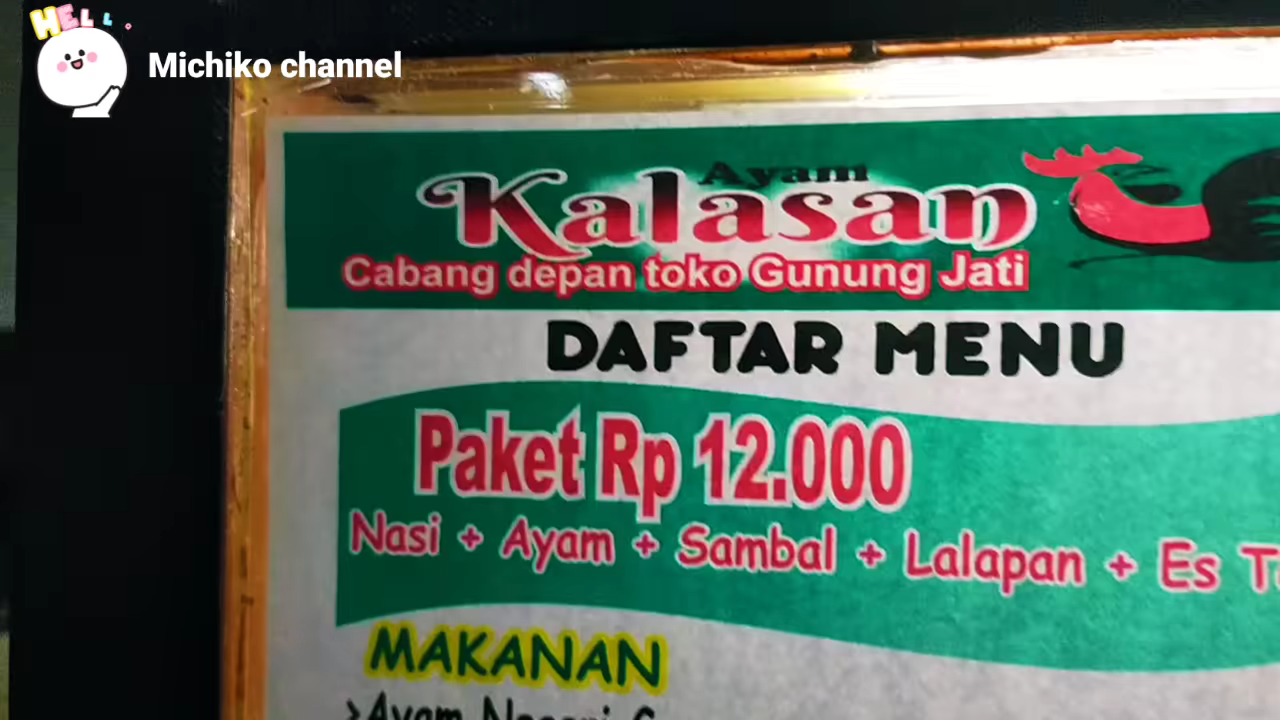 HELL
Michiko channel
Ayam
Kalasan
Cabang depan toko Gunung Jati
DAFTAR MENU
Paket Rp 12.000
Nasi + Ayam + Sambal + Lalapan + Es
MAKANAN
>Ayam